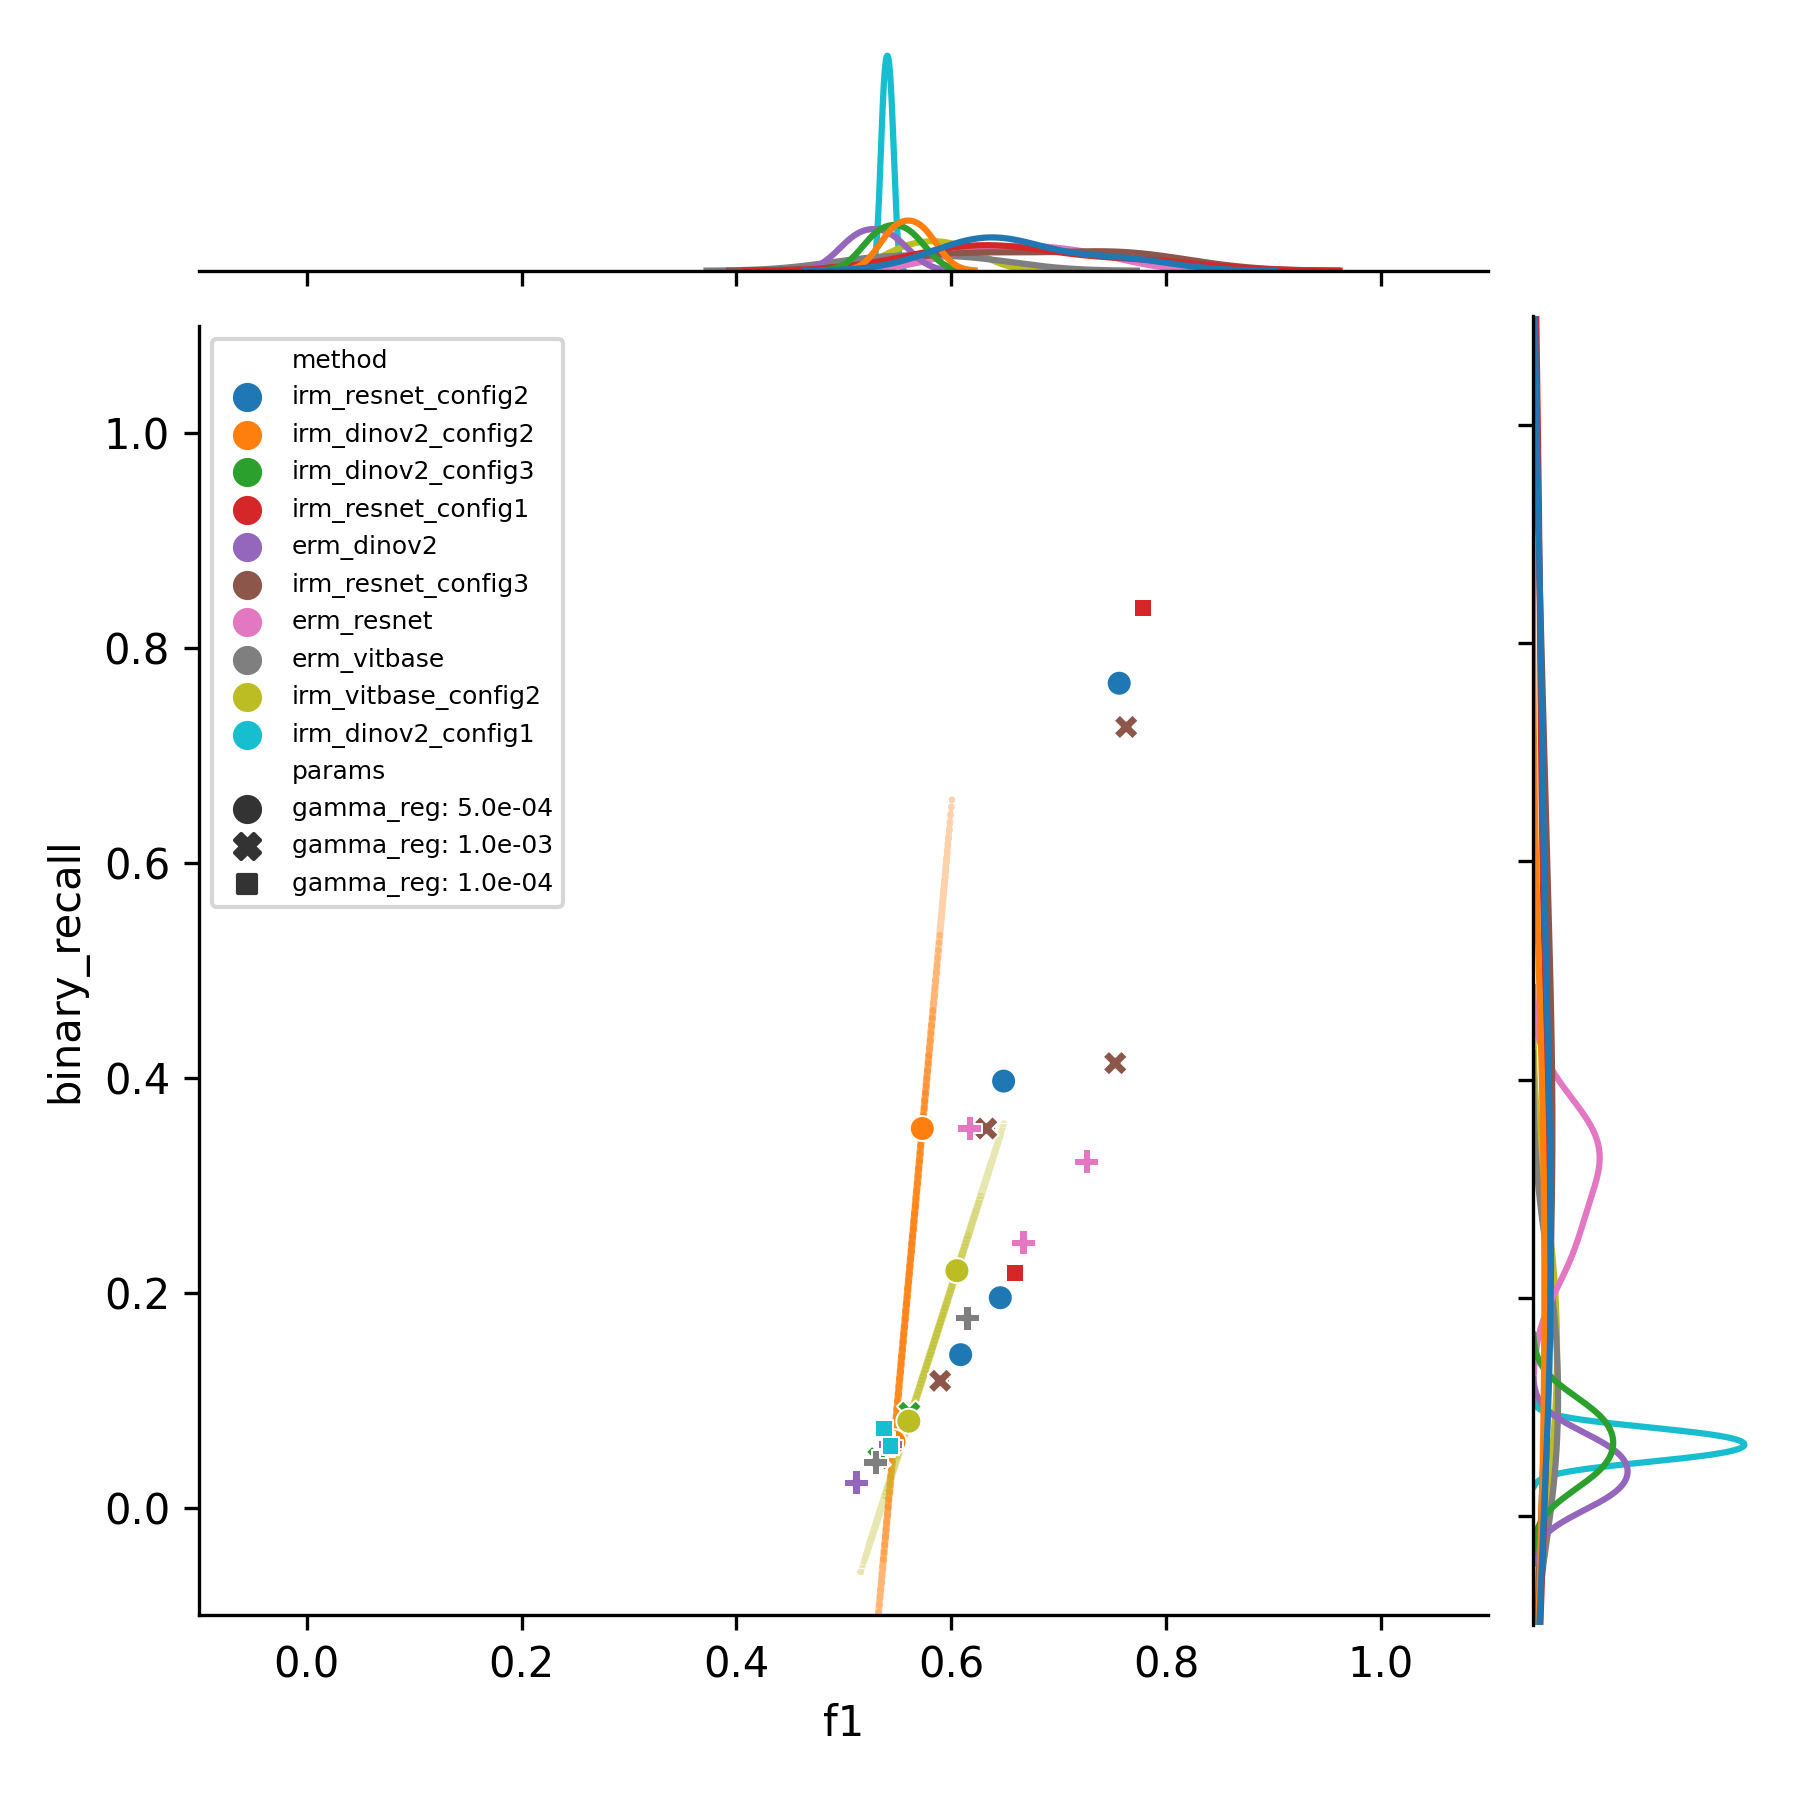 method
irm_resnet_config2
irm_dinov2_config2
irm_dinov2_config3
irm_resnet_config1
erm_dinov2
irm_resnet_config3
erm_resnet
erm_vitbase
irm_vitbase_config2
irm_dinov2_config1
params
gamma_reg: 5.0e-04
gamma_reg: 1.0e-03
gamma_reg: 1.0e-04
1.0
0.8
0.6
0.4
0.2
0.0
binary_recall
0.0 0.2 0.4 0.6 0.8 1.0
f1